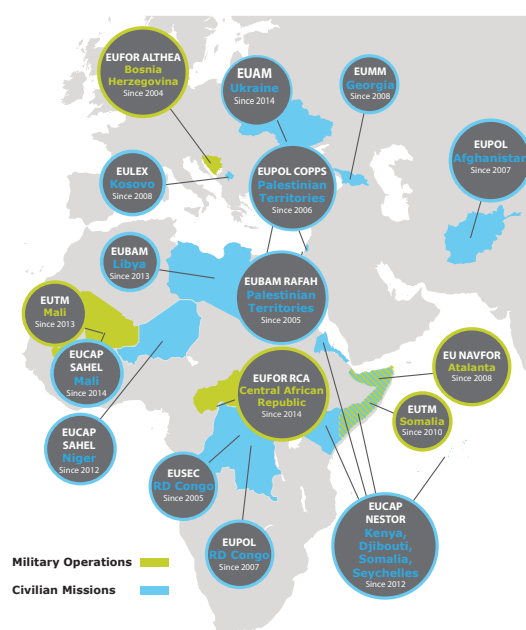 EUFOR ALTHEA
Bosnia
Herzegovina
Since 2004
EUAM
Ukraine
Since 2014
EUMM
Georgia
Since 2008
EUPOL
Afghanistan
Since 2007
EULEX
Kosovo
Since 2008
EUPOL COPPS
Palestinian
Territories
Since 2006
EUBAM
Libya
Since 2013
EUBAM RAFAH
Palestinian
Territories
Since 2005
EUTM
Mali
Since 2013
EUCAP
SAHEL
Mali
Since 2014
EUFOR RCA
Central African
Republic
Since 2014
EU NAVFOR
Atalanta
Since 2008
EUTM
Somalia
Since 2010
EUCAP
SAHEL
Niger
Since 2012
EUSEC
RD Congo
Since 2005
EUPOL
RD Congo
Since 2007
EUCAP
NESTOR
Kenya,
Djibouti,
Somalia,
Seychelles
Since 2012
Military Operations
Civilian Missions